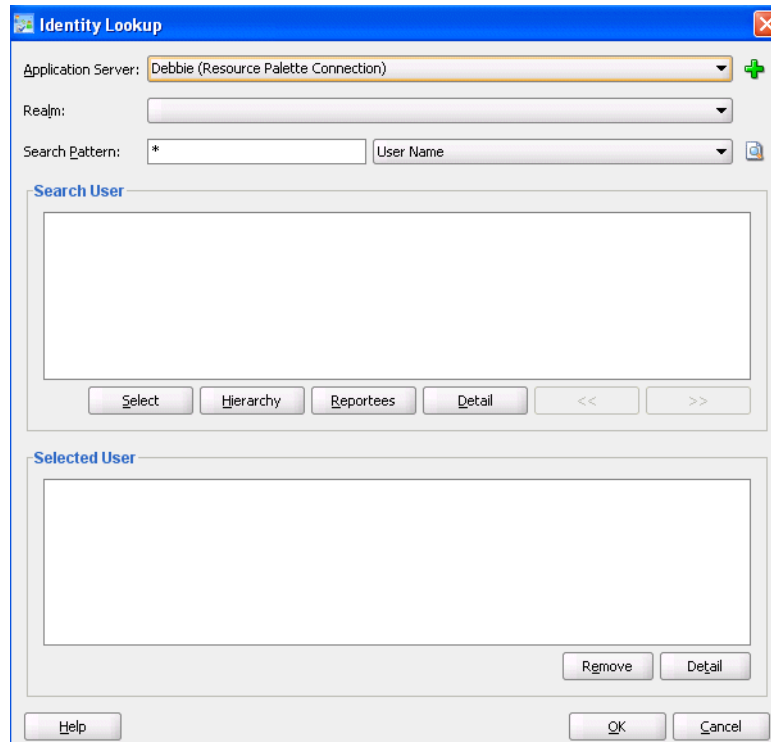 Identity Lookup
Application Server: Debbie (Resource Palette Connection)
Realm:
Search Pattern: * User Name
Search User
Select Hierarchy Reportees Detail << >>
Selected User
Remove Detail
Help OK Cancel